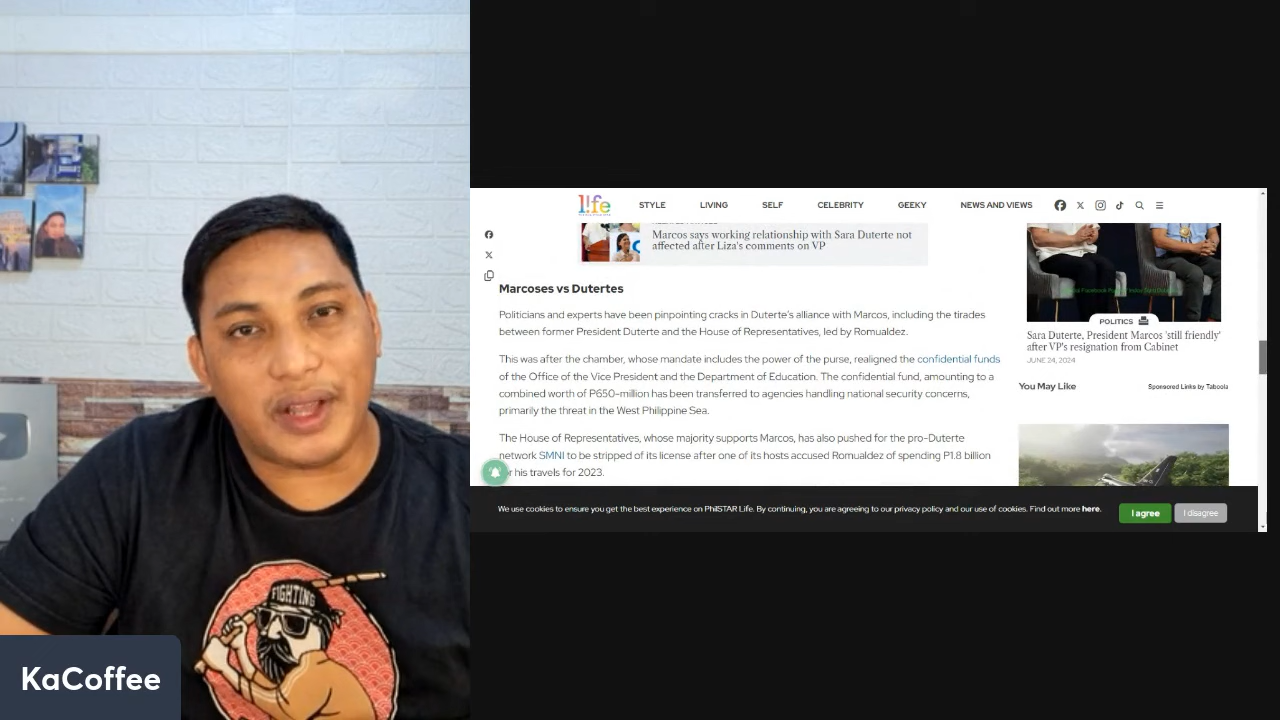 l!fe
STYLE
LIVING
SELF
CELEBRITY
GEEKY
NEWS AND VIEWS
Marcos says working relationship with Sara Duterte not
affected after Liza's comments on VP
Marcoses vs Dutertes
Politicians and experts have been pinpointing cracks in Duterte's alliance with Marcos, including the tirades
between former President Duterte and the House of Representatives, led by Romualdez.
This was after the chamber, whose mandate includes the power of the purse, realigned the confidential funds
of the Office of the Vice President and the Department of Education. The confidential fund, amounting to a
combined worth of P650-million has been transferred to agencies handling national security concerns,
primarily the threat in the West Philippine Sea.
The House of Representatives, whose majority supports Marcos, has also pushed for the pro-Duterte
network SMNI to be stripped of its license after one of its hosts accused Romualdez of spending P1.8 billion
his travels for 2023.
POLITICS
Sara Duterte, President Marcos 'still friendly'
after VP's resignation from Cabinet
JUNE 24, 2024
You May Like
Sponsored Links by Taboola
We use cookies to ensure you get the best experience on PhilSTAR Life. By continuing, you are agreeing to our privacy policy and our use of cookies. Find out more here.
I agree
I disagree
FIGHTING
KaCoffee